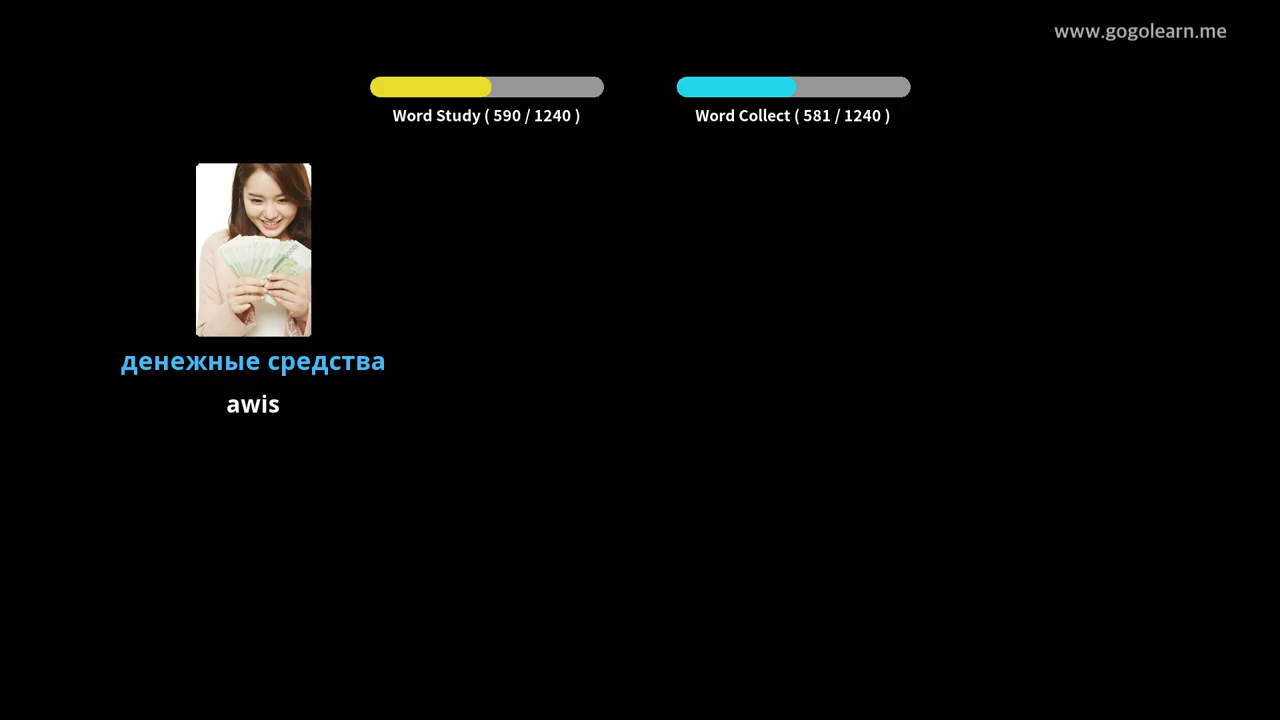 www.gogolearn.me
Word Study ( 590 / 1240 )
Word Collect ( 581 / 1240 )
денежные средства
awis